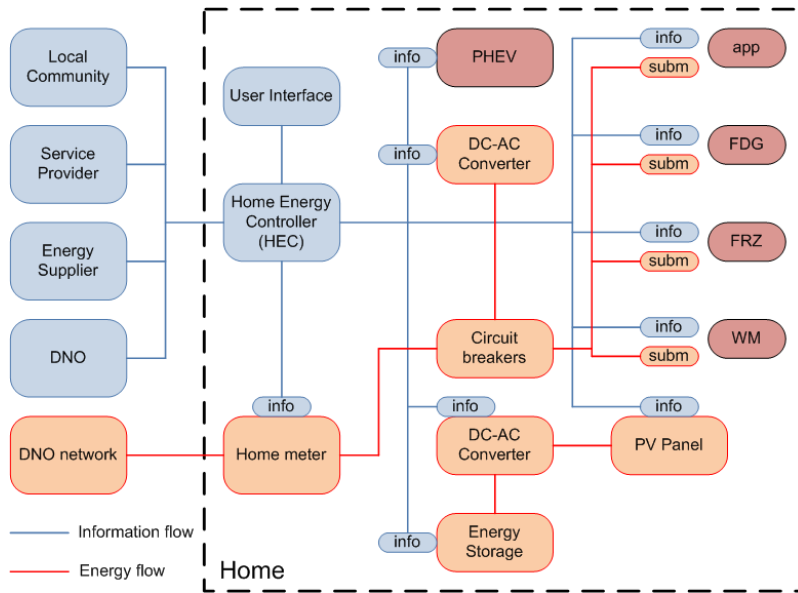 Local
Community
Service
Provider
Energy
Supplier
DNO
DNO network
Information flow
Energy flow
User Interface
Home Energy
Controller
(HEC)
info
Home meter
Home
info
PHEV
info
DC-AC
Converter
Circuit
breakers
info
DC-AC
Converter
info
Energy
Storage
info
app
subm
info
FDG
subm
info
FRZ
subm
info
WM
subm
info
PV Panel